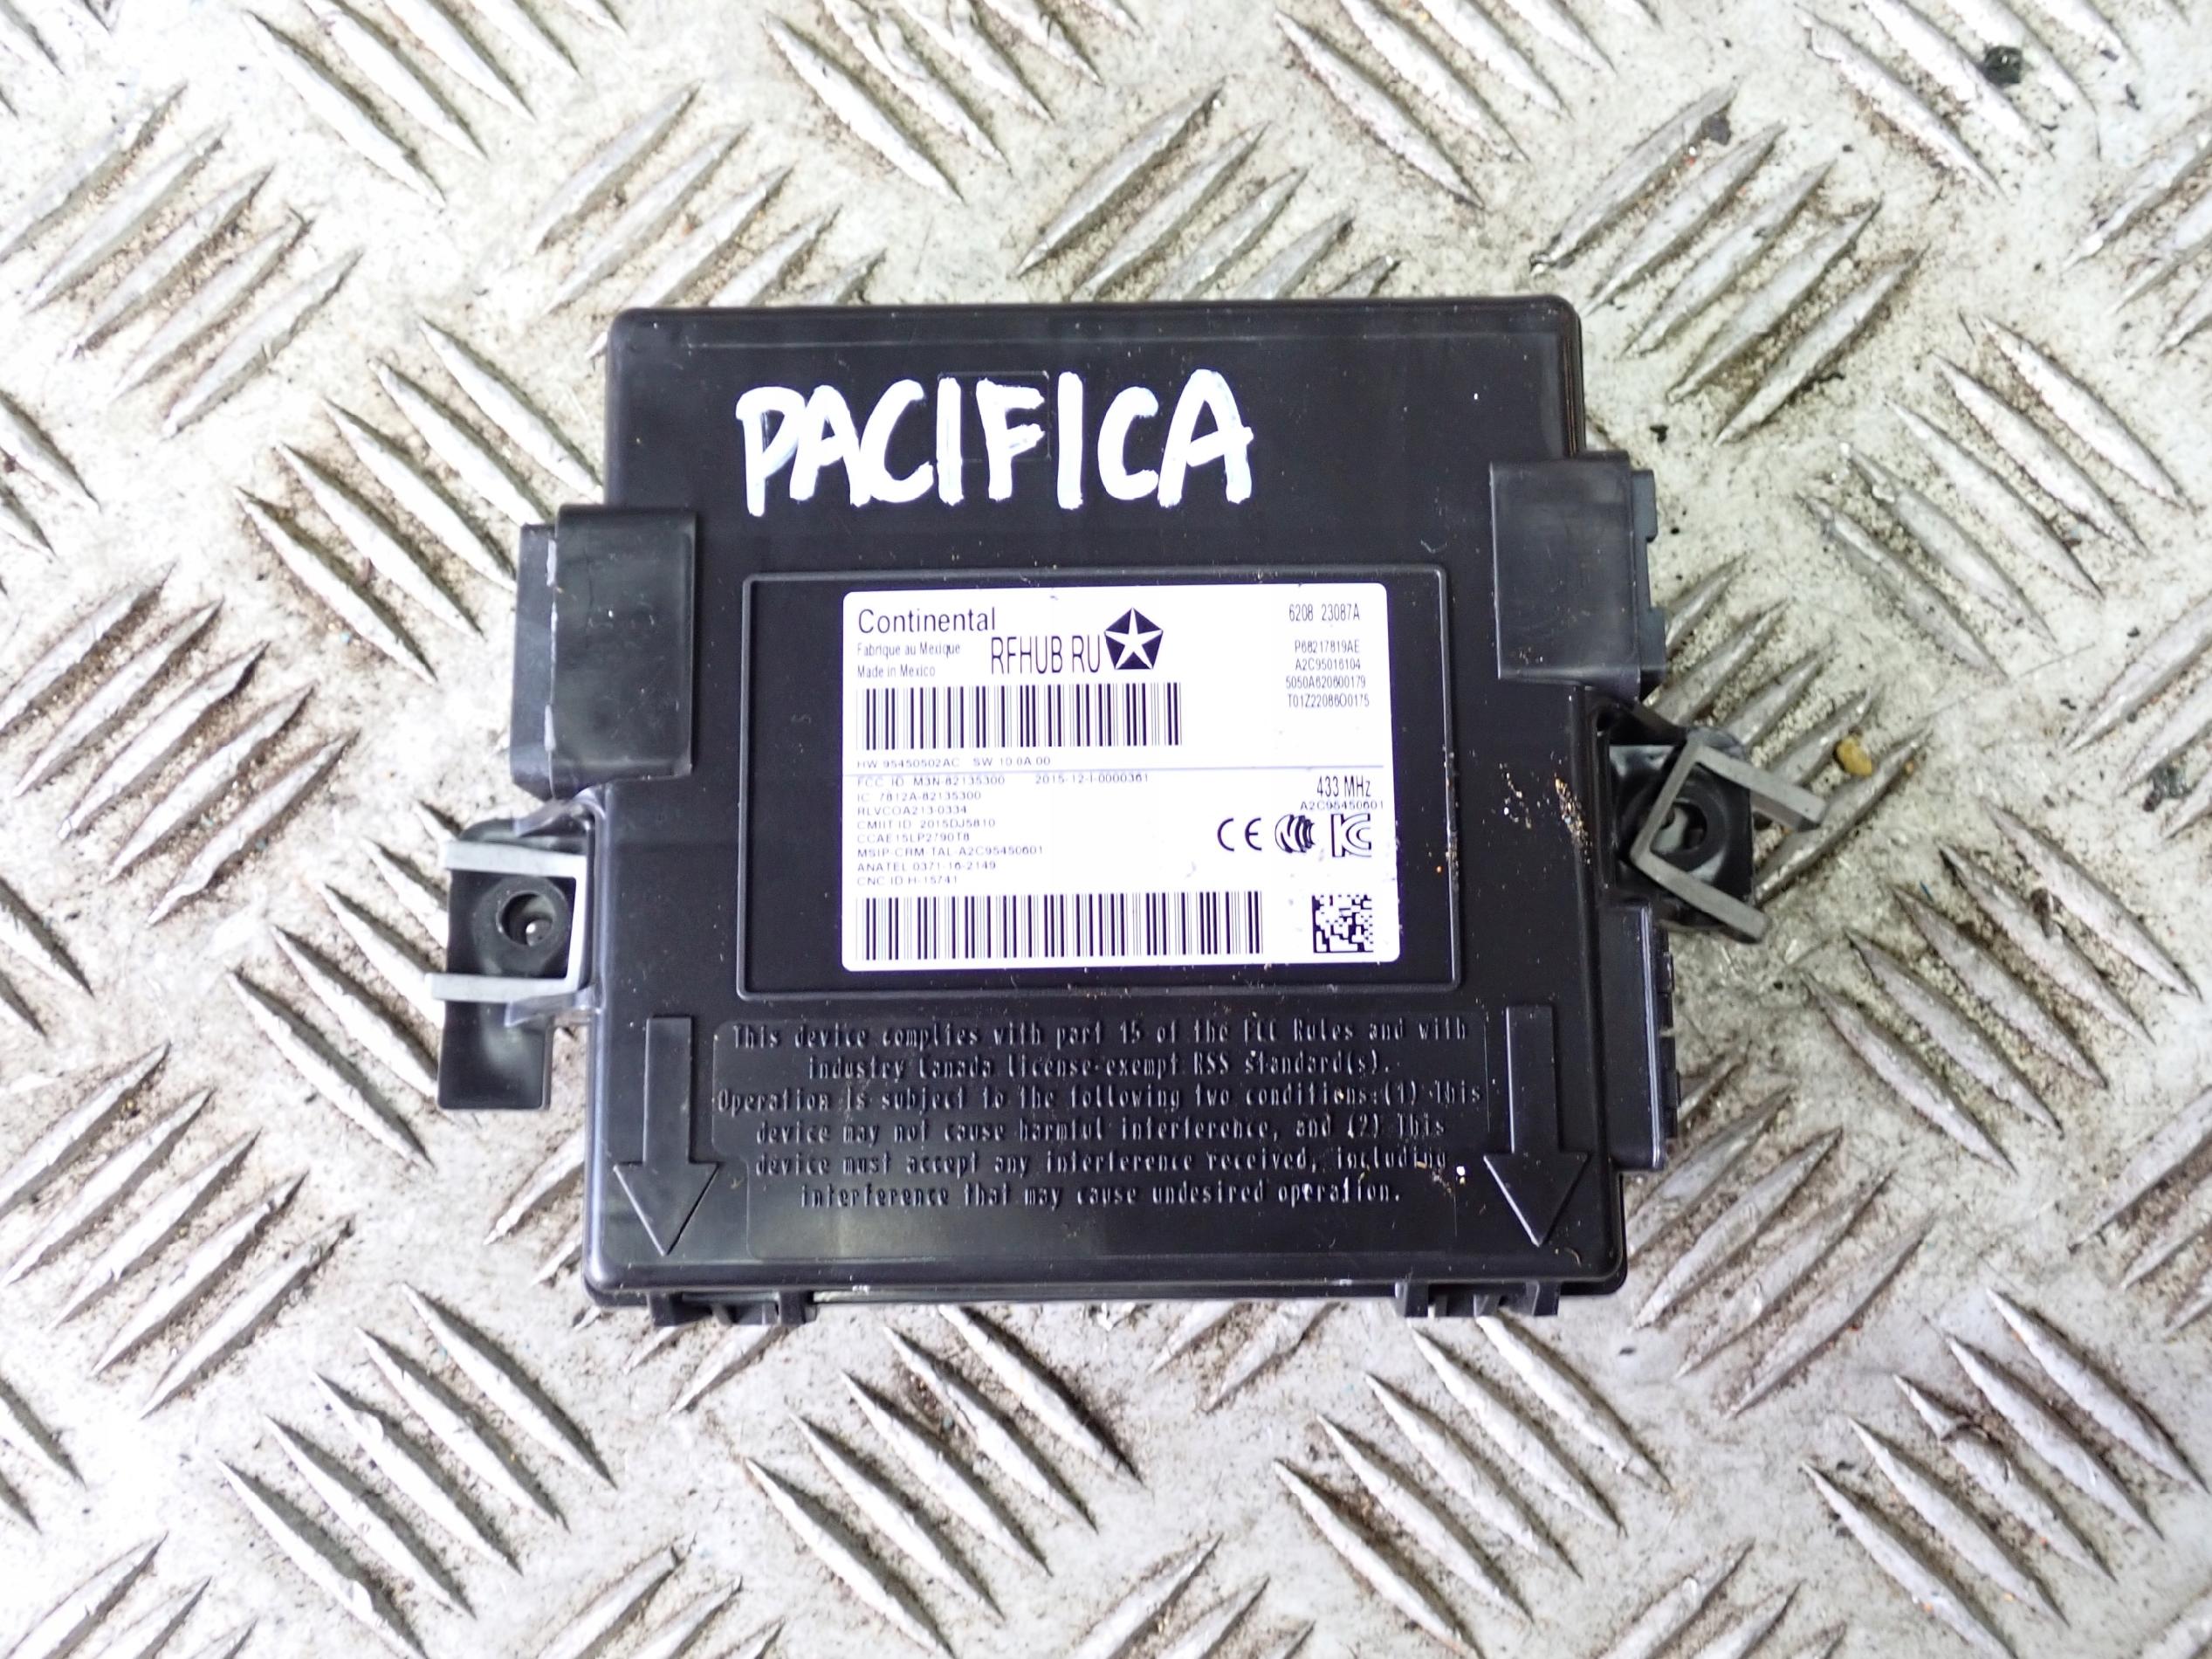 PACIFICA
Continental
Fabrique au Mexique
Made in Mexico
RFHUB RU
6208 23087A
P68217819AE
A2C95016104
5050A620600179
T01Z22086O0175
HW 95450502AC SW 10.0A.00
FCC ID M3N-82135300 2015-12-I-0000361
IC 7812A-82135300
RLVCOA213-0334
CMIIT ID 2015DJ5810
CCAE15LP2790T8
MSIP-CRM-TAL-A2C95450601
ANATEL 0371-16-2149
CNC ID H-15741
433 MHz
A2C95450601
CE
This device complies with part 15 of the FCC Rules and with
industry Canada license-exempt RSS standard(s).
Operation is subject to the following two conditions:(1) This
device may not cause harmful interference, and (2) This
device must accept any interference received, including
interference that may cause undesired operation.